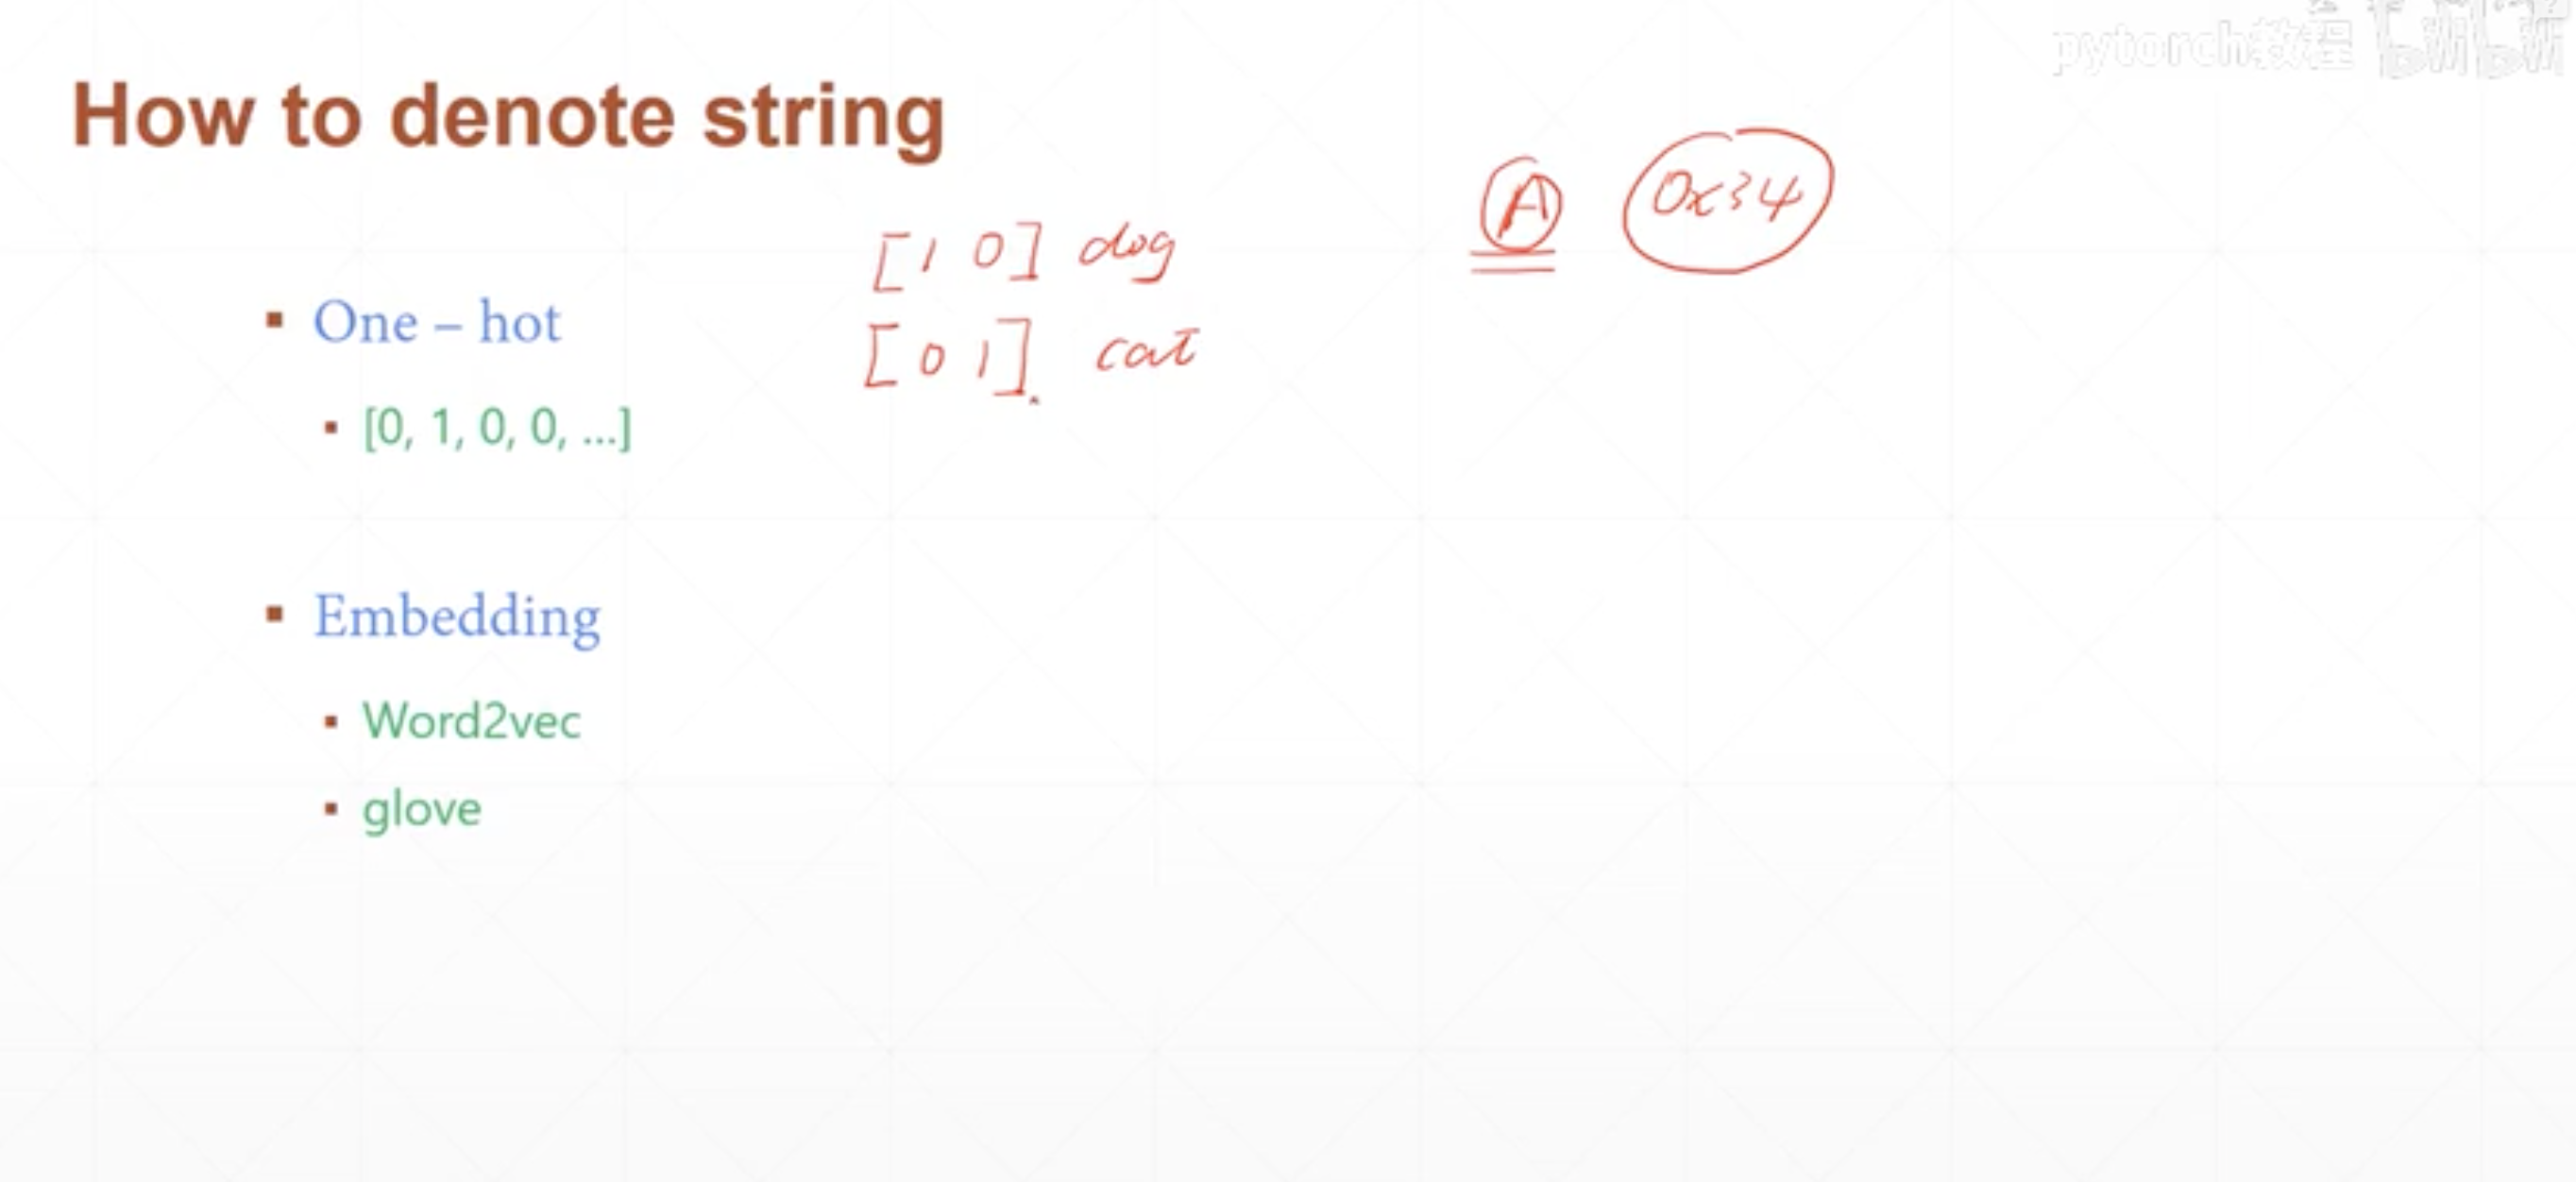 pytorch教程
How to denote string
A 0x34
[1 0] dog
One – hot
[0 1] cat
[0, 1, 0, 0, ...]
Embedding
Word2vec
glove